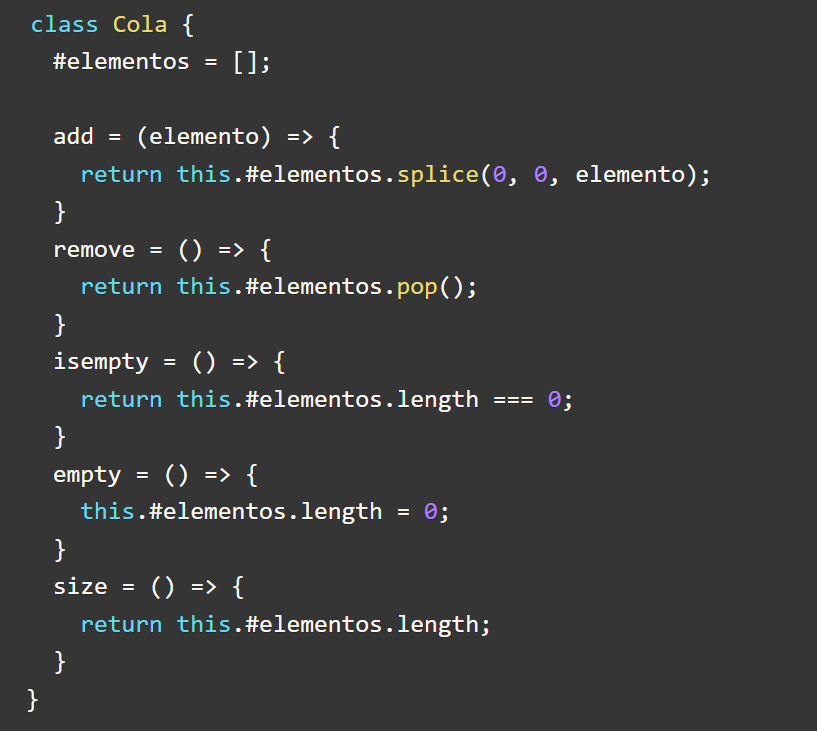 class Cola {
  #elementos = [];

  add = (elemento) => {
    return this.#elementos.splice(0, 0, elemento);
  }
  remove = () => {
    return this.#elementos.pop();
  }
  isempty = () => {
    return this.#elementos.length === 0;
  }
  empty = () => {
    this.#elementos.length = 0;
  }
  size = () => {
    return this.#elementos.length;
  }
}